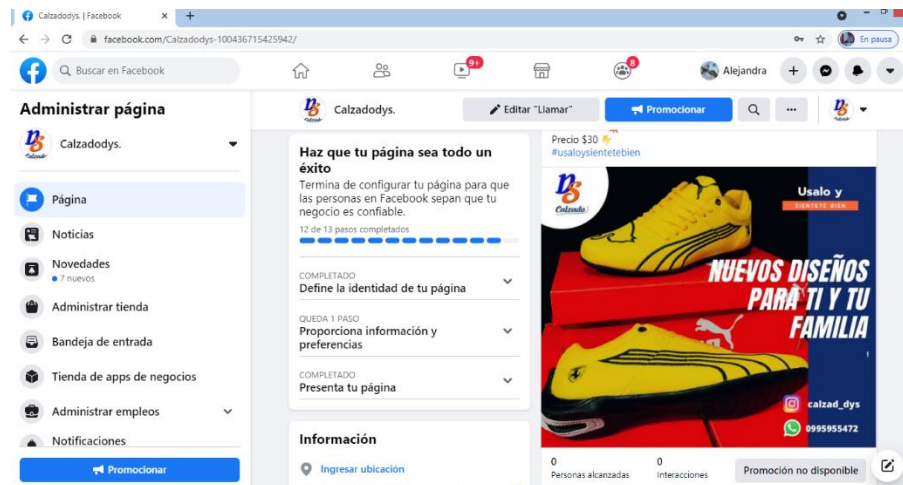 Calzadodys. | Facebook
facebook.com/Calzadodys-100436715425942/
En pausa
Buscar en Facebook
9+
8
Alejandra
Administrar página
Calzadodys.
Página
Noticias
Novedades
7 nuevos
Administrar tienda
Bandeja de entrada
Tienda de apps de negocios
Administrar empleos
Notificaciones
Promocionar
Calzadodys.
Editar "Llamar"
Promocionar
Haz que tu página sea todo un
éxito
Termina de configurar tu página para que
las personas en Facebook sepan que tu
negocio es confiable.
12 de 13 pasos completados
COMPLETADO
Define la identidad de tu página
QUEDA 1 PASO
Proporciona información y
preferencias
COMPLETADO
Presenta tu página
Información
Ingresar ubicación
Precio $30
#usaloysientetebien
Calzado
Usalo y
SIENTETE BIEN
NUEVOS DISEÑOS
PARA TI Y TU
FAMILIA
calzad_dys
0995955472
0
Personas alcanzadas
0
Interacciones
Promoción no disponible